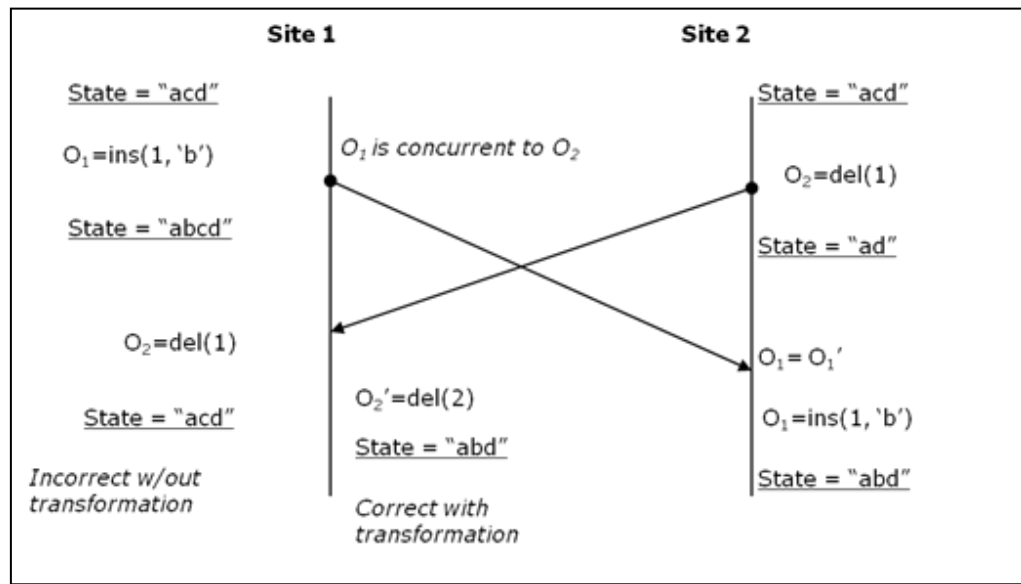 Site 1
Site 2
State = "acd"
State = "acd"
O₁=ins(1, ‘b’)
O₁ is concurrent to O₂
O₂=del(1)
State = "abcd"
State = "ad"
O₂=del(1)
O₁= O₁’
O₂’=del(2)
State = "acd"
O₁=ins(1, ‘b’)
State = "abd"
Incorrect w/out
transformation
State = "abd"
Correct with
transformation